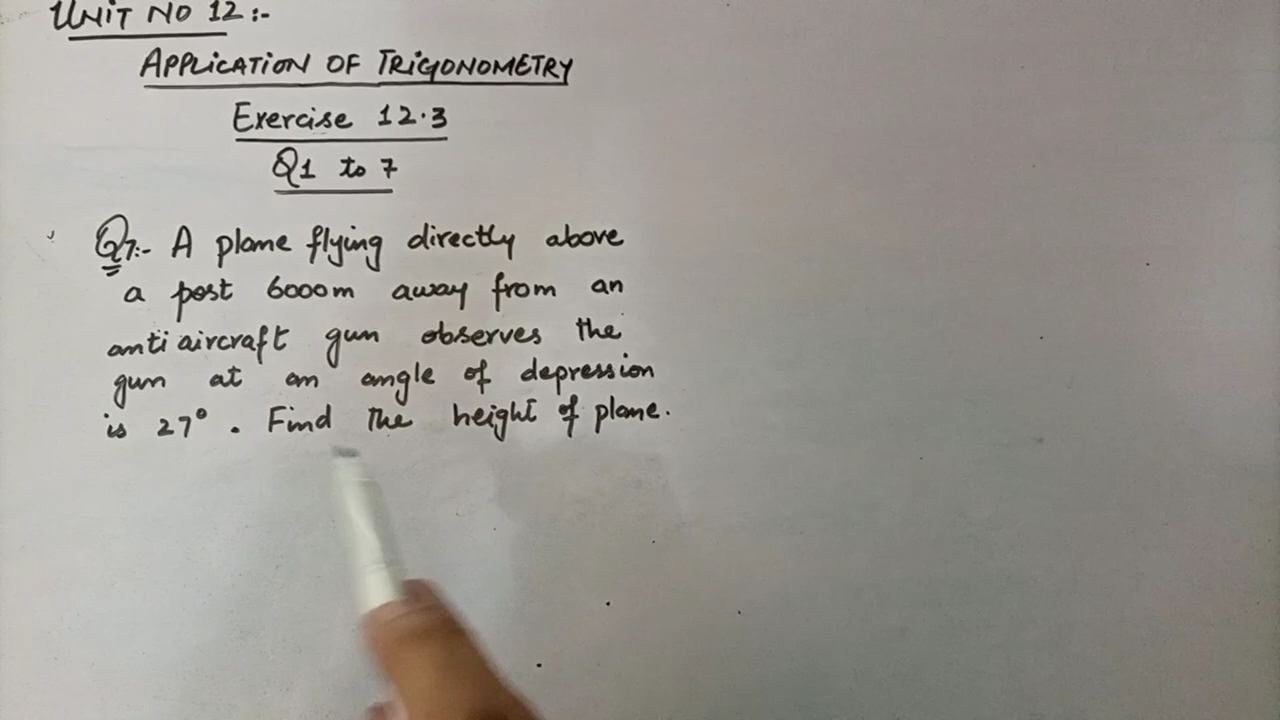 UNIT NO 12:-
APPLICATION OF TRIGONOMETRY
Exercise 12.3
Q1 to 7
Q7:- A plane flying directly above
a post 6000m away from an
anti aircraft gun observes the
gun at an angle of depression
is 27°. Find the height of plane.